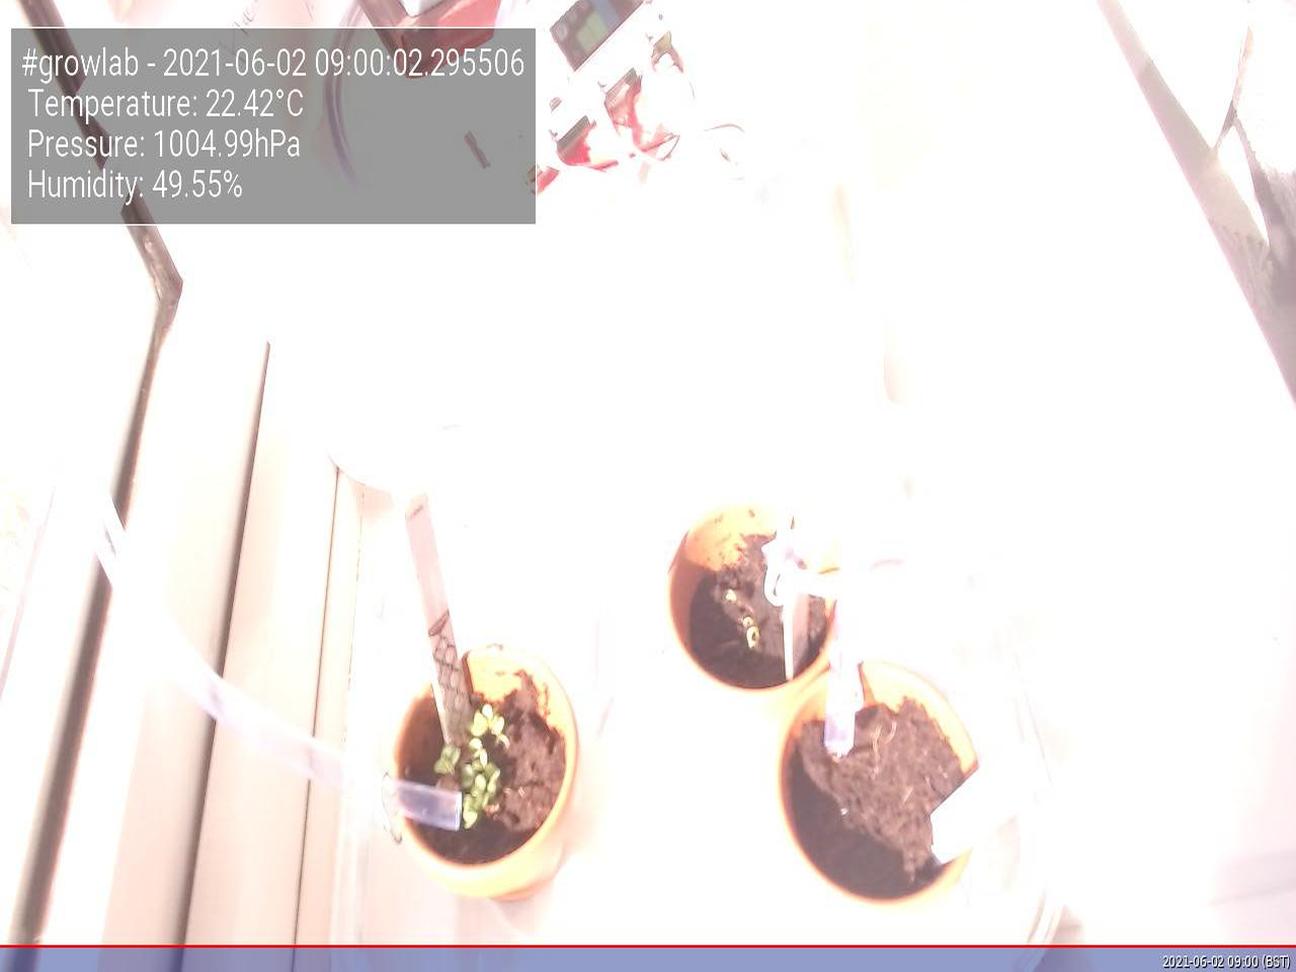 #growlab - 2021-06-02 09:00:02.295506
Temperature: 22.42°C
Pressure: 1004.99hPa
Humidity: 49.55%
2021-06-02 09:00 (BST)